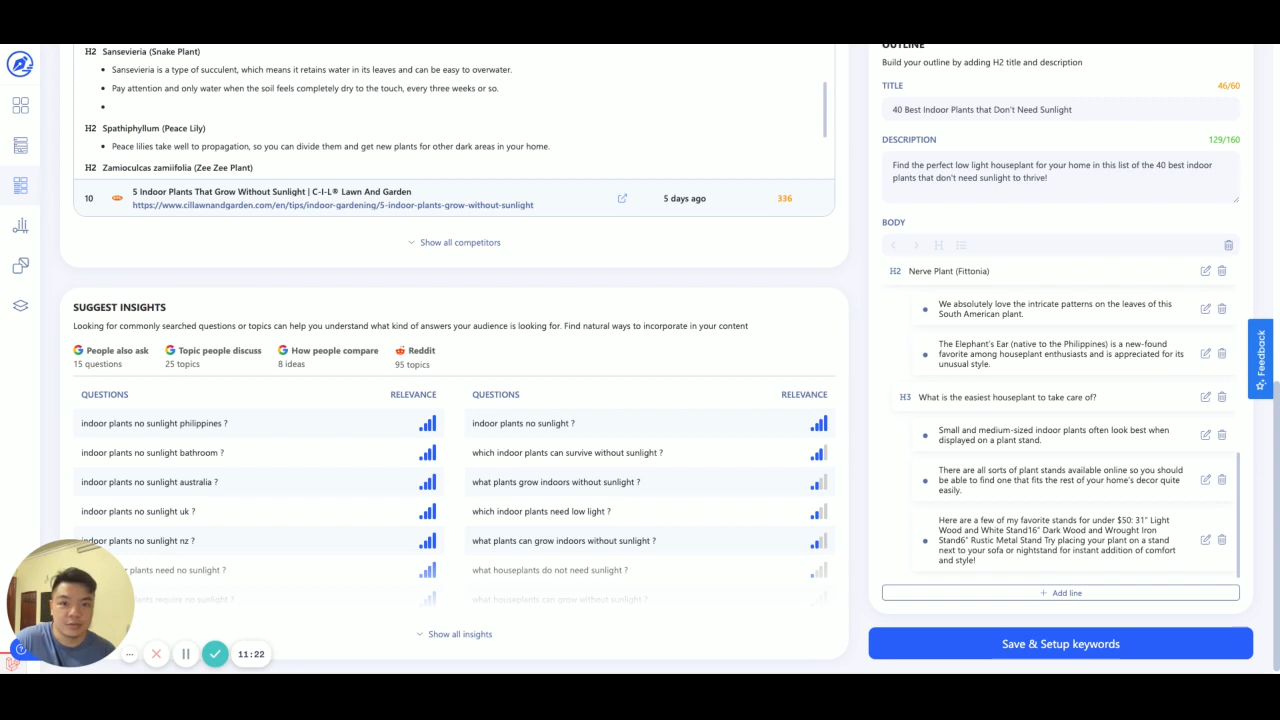 H2 Sansevieria (Snake Plant)
Sansevieria is a type of succulent, which means it retains water in its leaves and can be easy to overwater.
Pay attention and only water when the soil feels completely dry to the touch, every three weeks or so.
H2 Spathiphyllum (Peace Lily)
Peace lilies take well to propagation, so you can divide them and get new plants for other dark areas in your home.
H2 Zamioculcas zamiifolia (Zee Zee Plant)
10 5 Indoor Plants That Grow Without Sunlight | C-I-L® Lawn And Garden 5 days ago 336
https://www.cillawnandgarden.com/en/tips/indoor-gardening/5-indoor-plants-grow-without-sunlight
Show all competitors
SUGGEST INSIGHTS
Looking for commonly searched questions or topics can help you understand what kind of answers your audience is looking for. Find natural ways to incorporate in your content
People also ask Topic people discuss How people compare Reddit
15 questions 25 topics 8 ideas 95 topics
QUESTIONS RELEVANCE QUESTIONS RELEVANCE
indoor plants no sunlight philippines ? indoor plants no sunlight ?
indoor plants no sunlight bathroom ? which indoor plants can survive without sunlight ?
indoor plants no sunlight australia ? what plants grow indoors without sunlight ?
indoor plants no sunlight uk ? which indoor plants need low light ?
indoor plants no sunlight nz ? what plants can grow indoors without sunlight ?
plants need no sunlight ? what houseplants do not need sunlight ?
plants require no sunlight ? what houseplants can grow without sunlight ?
Show all insights
11:22
OUTLINE
Build your outline by adding H2 title and description
TITLE 46/60
40 Best Indoor Plants that Don't Need Sunlight
DESCRIPTION 129/160
Find the perfect low light houseplant for your home in this list of the 40 best indoor
plants that don't need sunlight to thrive!
BODY
H
H2 Nerve Plant (Fittonia)
We absolutely love the intricate patterns on the leaves of this
South American plant.
The Elephant's Ear (native to the Philippines) is a new-found
favorite among houseplant enthusiasts and is appreciated for its
unusual style.
H3 What is the easiest houseplant to take care of?
Small and medium-sized indoor plants often look best when
displayed on a plant stand.
There are all sorts of plant stands available online so you should
be able to find one that fits the rest of your home's decor quite
easily.
Here are a few of my favorite stands for under $50: 31" Light
Wood and White Stand16" Dark Wood and Wrought Iron
Stand6" Rustic Metal Stand Try placing your plant on a stand
next to your sofa or nightstand for instant addition of comfort
and style!
+ Add line
Save & Setup keywords
Feedback